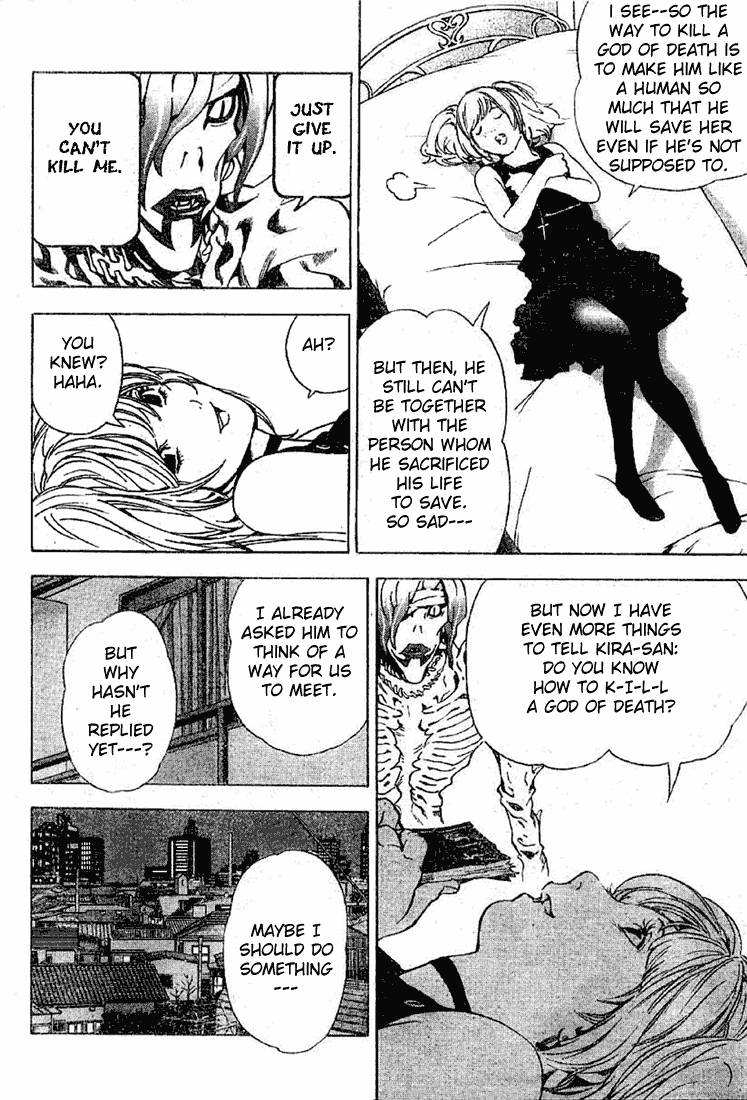 I SEE--SO THE
WAY TO KILL A
GOD OF DEATH IS
TO MAKE HIM LIKE
A HUMAN SO
MUCH THAT HE
WILL SAVE HER
EVEN IF HE'S NOT
SUPPOSED TO.
BUT THEN, HE
STILL CAN'T
BE TOGETHER
WITH THE
PERSON WHOM
HE SACRIFICED
HIS LIFE
TO SAVE.
SO SAD---
JUST
GIVE
IT UP.
YOU
CAN'T
KILL ME.
AH?
YOU
KNEW?
HAHA.
BUT NOW I HAVE
EVEN MORE THINGS
TO TELL KIRA-SAN:
DO YOU KNOW
HOW TO K-I-L-L
A GOD OF DEATH?
I ALREADY
ASKED HIM TO
THINK OF A
WAY FOR US
TO MEET.
BUT
WHY
HASN'T
HE
REPLIED
YET---?
MAYBE I
SHOULD DO
SOMETHING
---